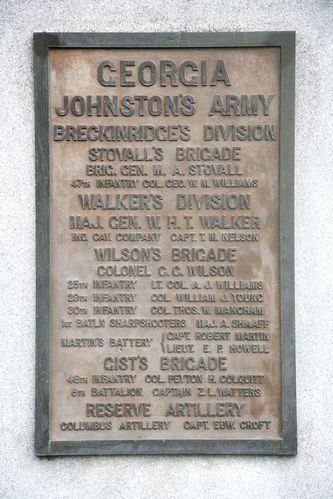 GEORGIA
JOHNSTON'S ARMY
BRECKINRIDGE'S DIVISION
STOVALL'S BRIGADE
BRIG. GEN. M. A. STOVALL
47TH INFANTRY COL. GEO. W. M. WILLIAMS
WALKER'S DIVISION
MAJ. GEN. W. H. T. WALKER
IND. CAV. COMPANY CAPT. T. M. NELSON
WILSON'S BRIGADE
COLONEL C. C. WILSON
25TH INFANTRY LT. COL. A. J. WILLIAMS
29TH INFANTRY COL. WILLIAM J. YOUNG
30TH INFANTRY COL. THOS. W. MANGHAM
1ST BATLN SHARPSHOOTERS MAJ. A. SHAAFF
MARTIN'S BATTERY { CAPT. ROBERT MARTIN
LIEUT. E. P. HOWELL
GIST'S BRIGADE
46TH INFANTRY COL. PEYTON H. COLQUITT
8TH BATTALION CAPTAIN Z. L. WATTERS
RESERVE ARTILLERY
COLUMBUS ARTILLERY CAPT. EDW. CROFT